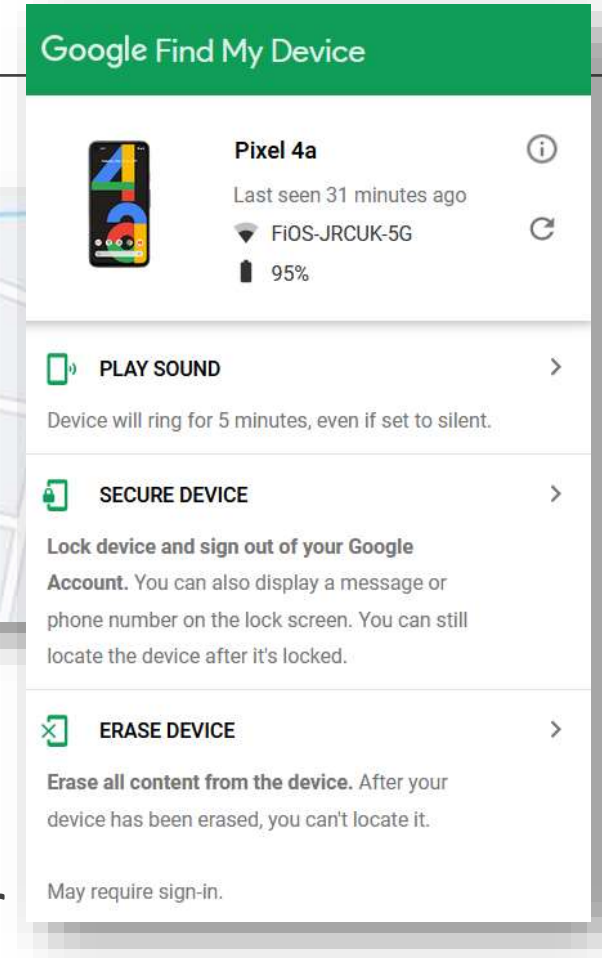 Google Find My Device
Pixel 4a
Last seen 31 minutes ago
FiOS-JRCUK-5G
95%
PLAY SOUND
Device will ring for 5 minutes, even if set to silent.
SECURE DEVICE
Lock device and sign out of your Google
Account. You can also display a message or
phone number on the lock screen. You can still
locate the device after it's locked.
ERASE DEVICE
Erase all content from the device. After your
device has been erased, you can't locate it.
May require sign-in.